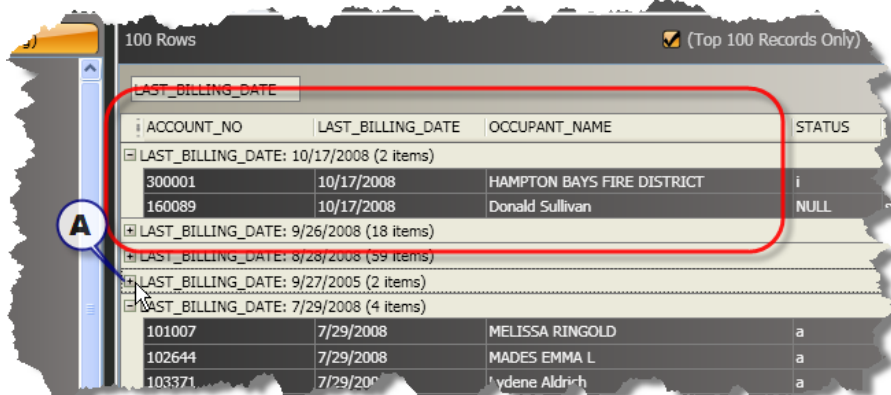 100 Rows (Top 100 Records Only)
LAST_BILLING_DATE
ACCOUNT_NO LAST_BILLING_DATE OCCUPANT_NAME STATUS
LAST_BILLING_DATE: 10/17/2008 (2 items)
300001 10/17/2008 HAMPTON BAYS FIRE DISTRICT i
160089 10/17/2008 Donald Sullivan NULL
A
LAST_BILLING_DATE: 9/26/2008 (18 items)
LAST_BILLING_DATE: 8/28/2008 (59 items)
LAST_BILLING_DATE: 9/27/2005 (2 items)
LAST_BILLING_DATE: 7/29/2008 (4 items)
101007 7/29/2008 MELISSA RINGOLD a
102644 7/29/2008 MADES EMMA L a
103371 Lydene Aldrich a